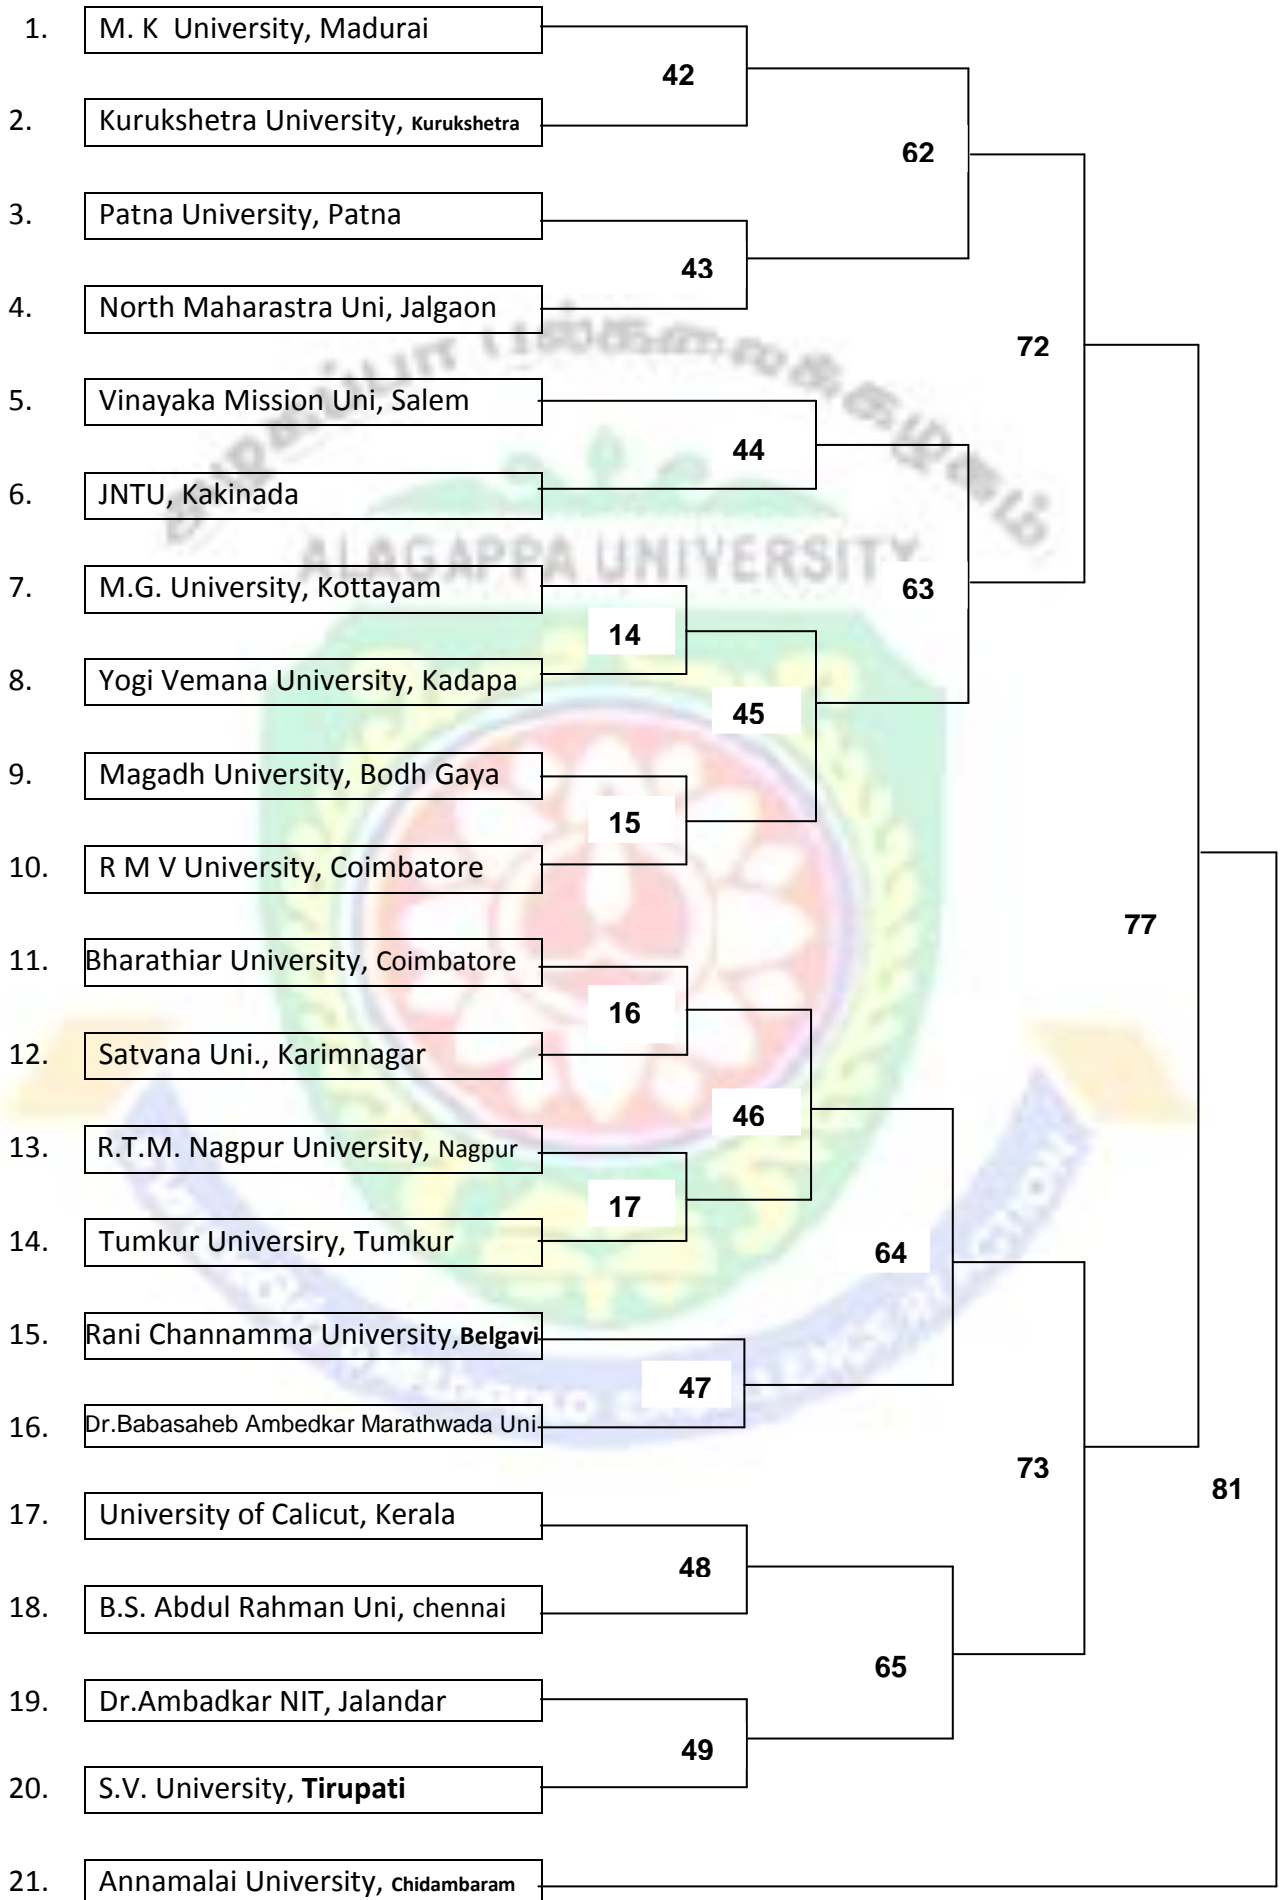 1. M. K University, Madurai
42
2. Kurukshetra University, Kurukshetra
62
3. Patna University, Patna
43
4. North Maharastra Uni, Jalgaon
அழகப்பா பல்கலைக்கழகம்
72
5. Vinayaka Mission Uni, Salem
44
6. JNTU, Kakinada
ALAGAPPA UNIVERSITY
7. M.G. University, Kottayam
63
14
8. Yogi Vemana University, Kadapa
45
9. Magadh University, Bodh Gaya
15
10. R M V University, Coimbatore
77
11. Bharathiar University, Coimbatore
16
12. Satvana Uni., Karimnagar
46
13. R.T.M. Nagpur University, Nagpur
17
14. Tumkur Universiry, Tumkur
64
15. Rani Channamma University,Belgavi
47
16. Dr.Babasaheb Ambedkar Marathwada Uni
73
81
17. University of Calicut, Kerala
48
18. B.S. Abdul Rahman Uni, chennai
65
19. Dr.Ambadkar NIT, Jalandar
49
20. S.V. University, Tirupati
21. Annamalai University, Chidambaram